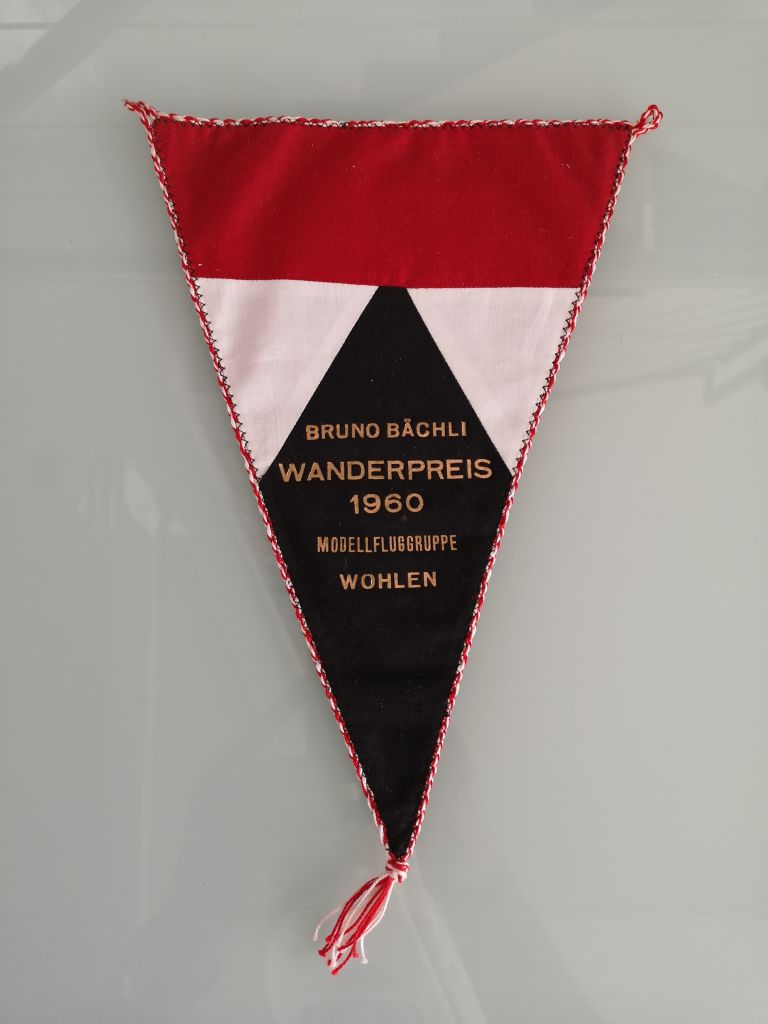 BRUNO BÄCHLI
WANDERPREIS
1960
MODELLFLUGGRUPPE
WOHLEN